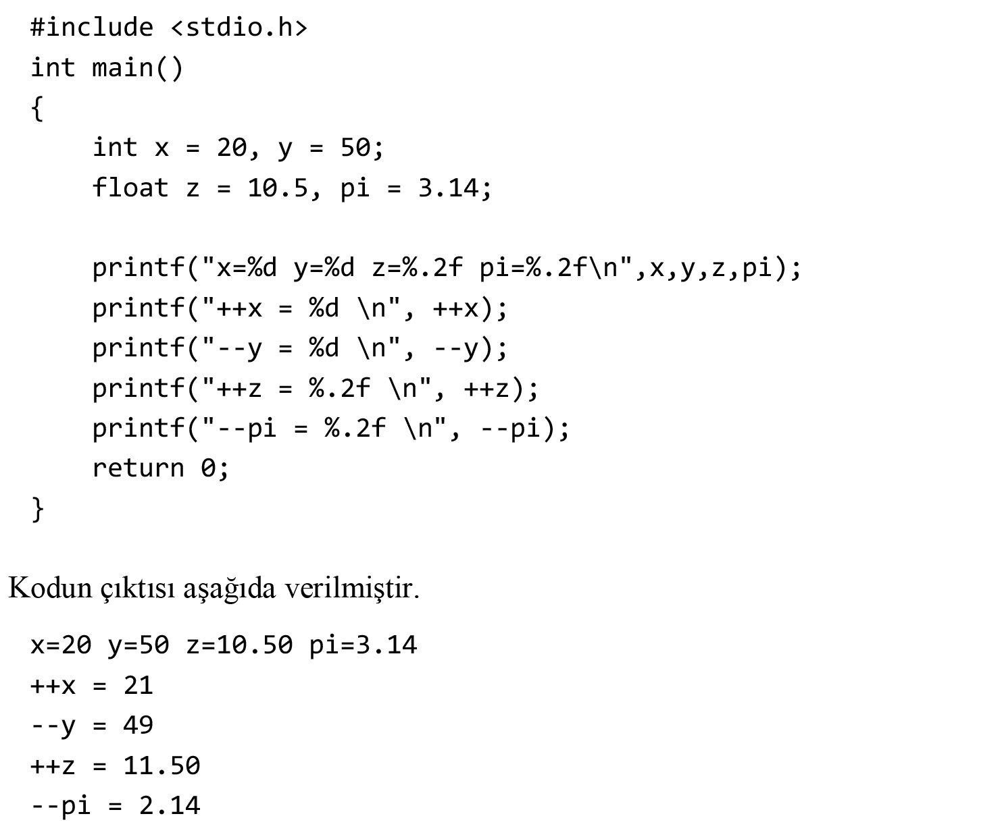 #include <stdio.h>
int main()
{
    int x = 20, y = 50;
    float z = 10.5, pi = 3.14;

    printf("x=%d y=%d z=%.2f pi=%.2f\n",x,y,z,pi);
    printf("++x = %d \n", ++x);
    printf("--y = %d \n", --y);
    printf("++z = %.2f \n", ++z);
    printf("--pi = %.2f \n", --pi);
    return 0;
}

Kodun çıktısı aşağıda verilmiştir.
x=20 y=50 z=10.50 pi=3.14
++x = 21
--y = 49
++z = 11.50
--pi = 2.14